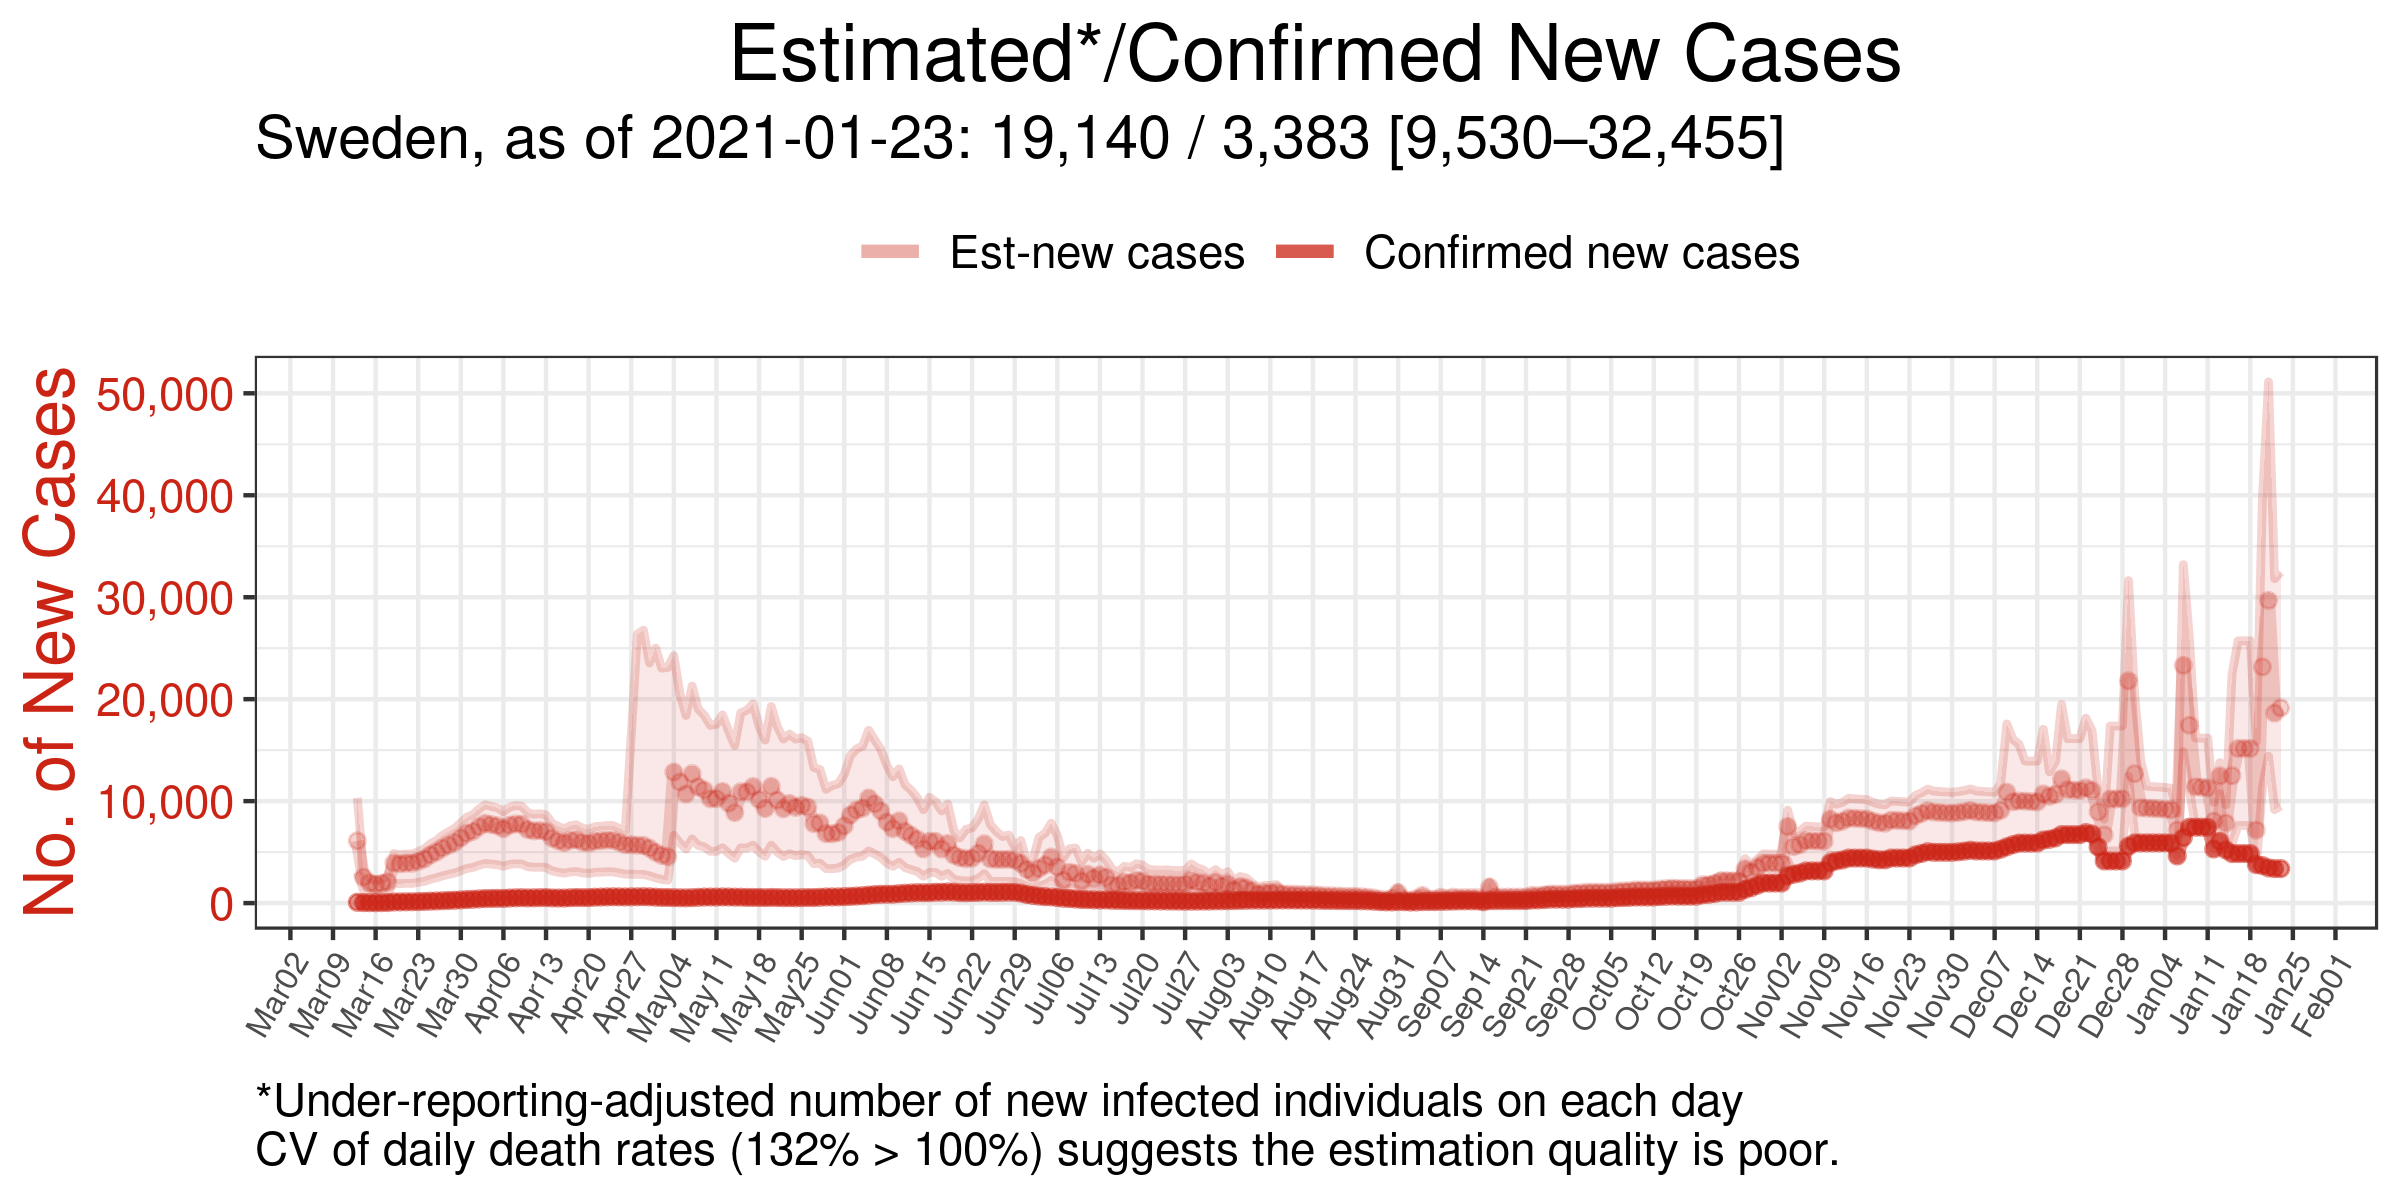 Estimated*/Confirmed New Cases
Sweden, as of 2021-01-23: 19,140 / 3,383 [9,530–32,455]
Est-new cases
Confirmed new cases
No. of New Cases
50,000
40,000
30,000
20,000
10,000
0
Mar02
Mar09
Mar16
Mar23
Mar30
Apr06
Apr13
Apr20
Apr27
May04
May11
May18
May25
Jun01
Jun08
Jun15
Jun22
Jun29
Jul06
Jul13
Jul20
Jul27
Aug03
Aug10
Aug17
Aug24
Aug31
Sep07
Sep14
Sep21
Sep28
Oct05
Oct12
Oct19
Oct26
Nov02
Nov09
Nov16
Nov23
Nov30
Dec07
Dec14
Dec21
Dec28
Jan04
Jan11
Jan18
Jan25
Feb01
*Under-reporting-adjusted number of new infected individuals on each day
CV of daily death rates (132% > 100%) suggests the estimation quality is poor.